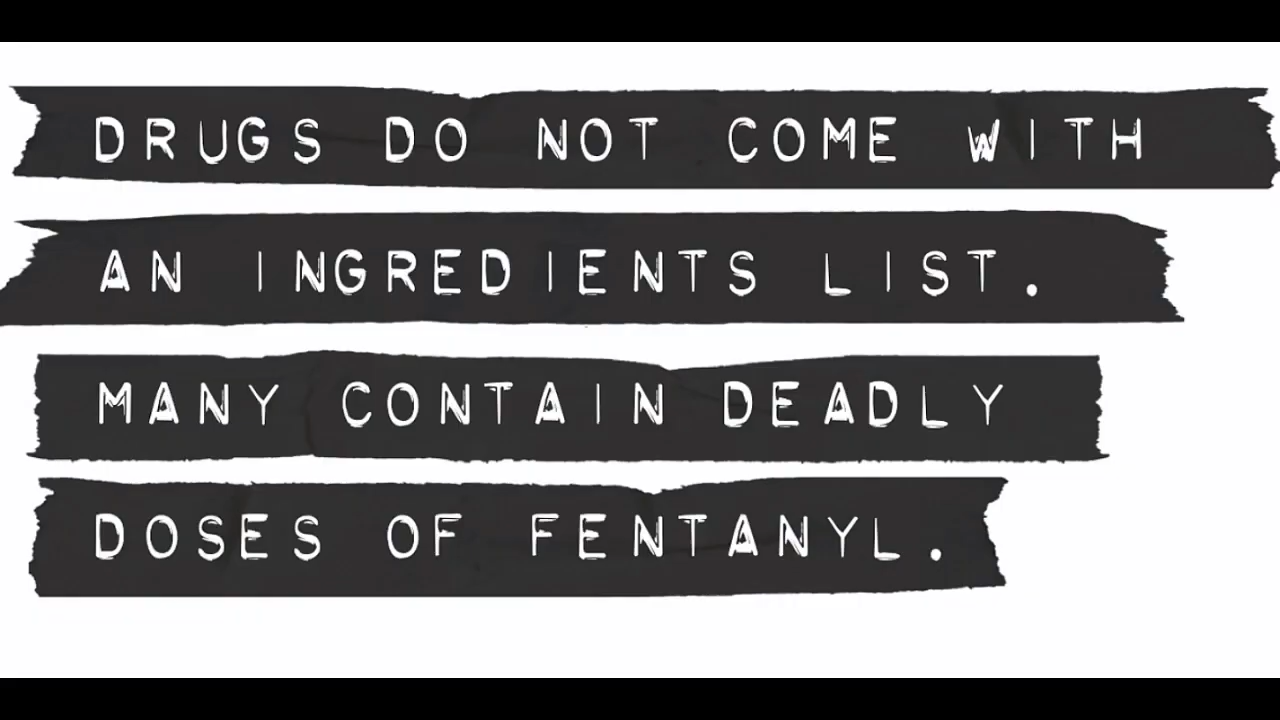 DRUGS DO NOT COME WITH
AN INGREDIENTS LIST.
MANY CONTAIN DEADLY
DOSES OF FENTANYL.